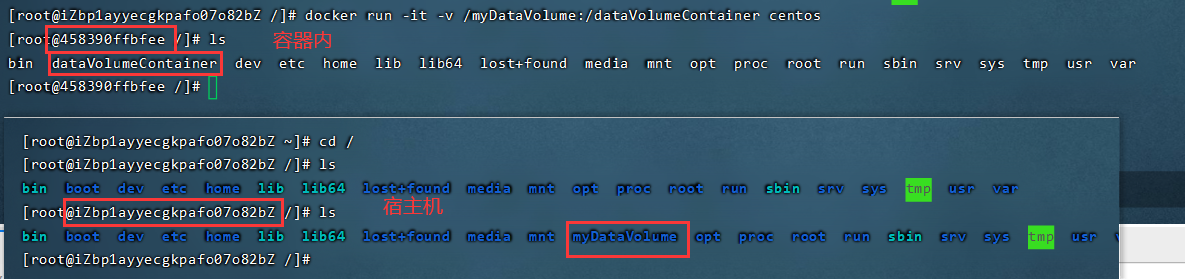 [root@iZbp1ayyecgkpafo07o82bZ /]# docker run -it -v /myDataVolume:/dataVolumeContainer centos
[root@458390ffbfee /]# ls 容器内
bin dataVolumeContainer dev etc home lib lib64 lost+found media mnt opt proc root run sbin srv sys tmp usr var
[root@458390ffbfee /]#
[root@iZbp1ayyecgkpafo07o82bZ ~]# cd /
[root@iZbp1ayyecgkpafo07o82bZ /]# ls
bin boot dev etc home lib lib64 lost+found media mnt opt proc root run sbin srv sys tmp usr var
[root@iZbp1ayyecgkpafo07o82bZ /]# ls 宿主机
bin boot dev etc home lib lib64 lost+found media mnt myDataVolume opt proc root run sbin srv sys tmp usr
[root@iZbp1ayyecgkpafo07o82bZ /]#